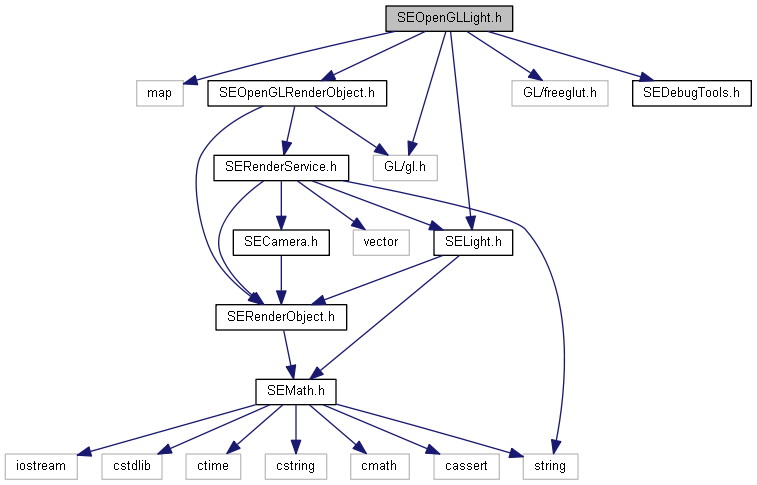 SEOpenGLLight.h
map
SEOpenGLRenderObject.h
GL/freeglut.h
SEDebugTools.h
SERenderService.h
GL/gl.h
SECamera.h
vector
SELight.h
SERenderObject.h
SEMath.h
iostream
cstdlib
ctime
cstring
cmath
cassert
string